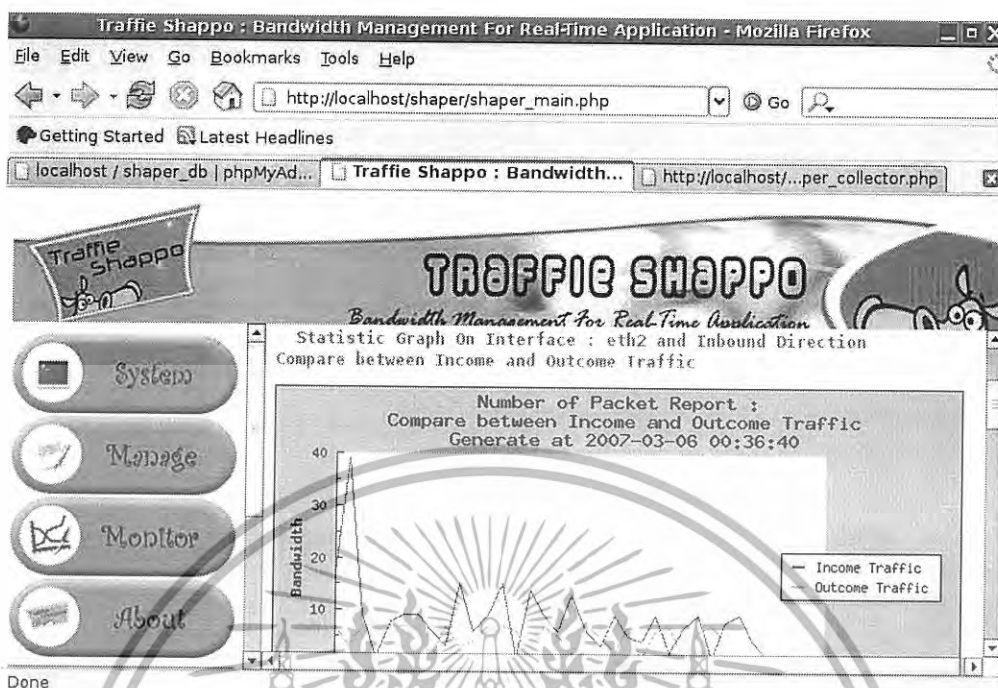 Traffie Shappo : Bandwidth Management For Real-Time Application - Mozilla Firefox
File Edit View Go Bookmarks Tools Help
http://localhost/shaper/shaper_main.php Go
Getting Started Latest Headlines
localhost / shaper_db | phpMyAd... Traffie Shappo : Bandwidth... http://localhost/...per_collector.php
Traffie Shappo
TRAFFIE SHAPPO
Bandwidth Management For Real-Time Application
System
Manage
Monitor
About
Statistic Graph On Interface : eth2 and Inbound Direction
Compare between Income and Outcome Traffic
Number of Packet Report :
Compare between Income and Outcome Traffic
Generate at 2007-03-06 00:36:40
Bandwidth
40
30
20
10
Income Traffic
Outcome Traffic
Done